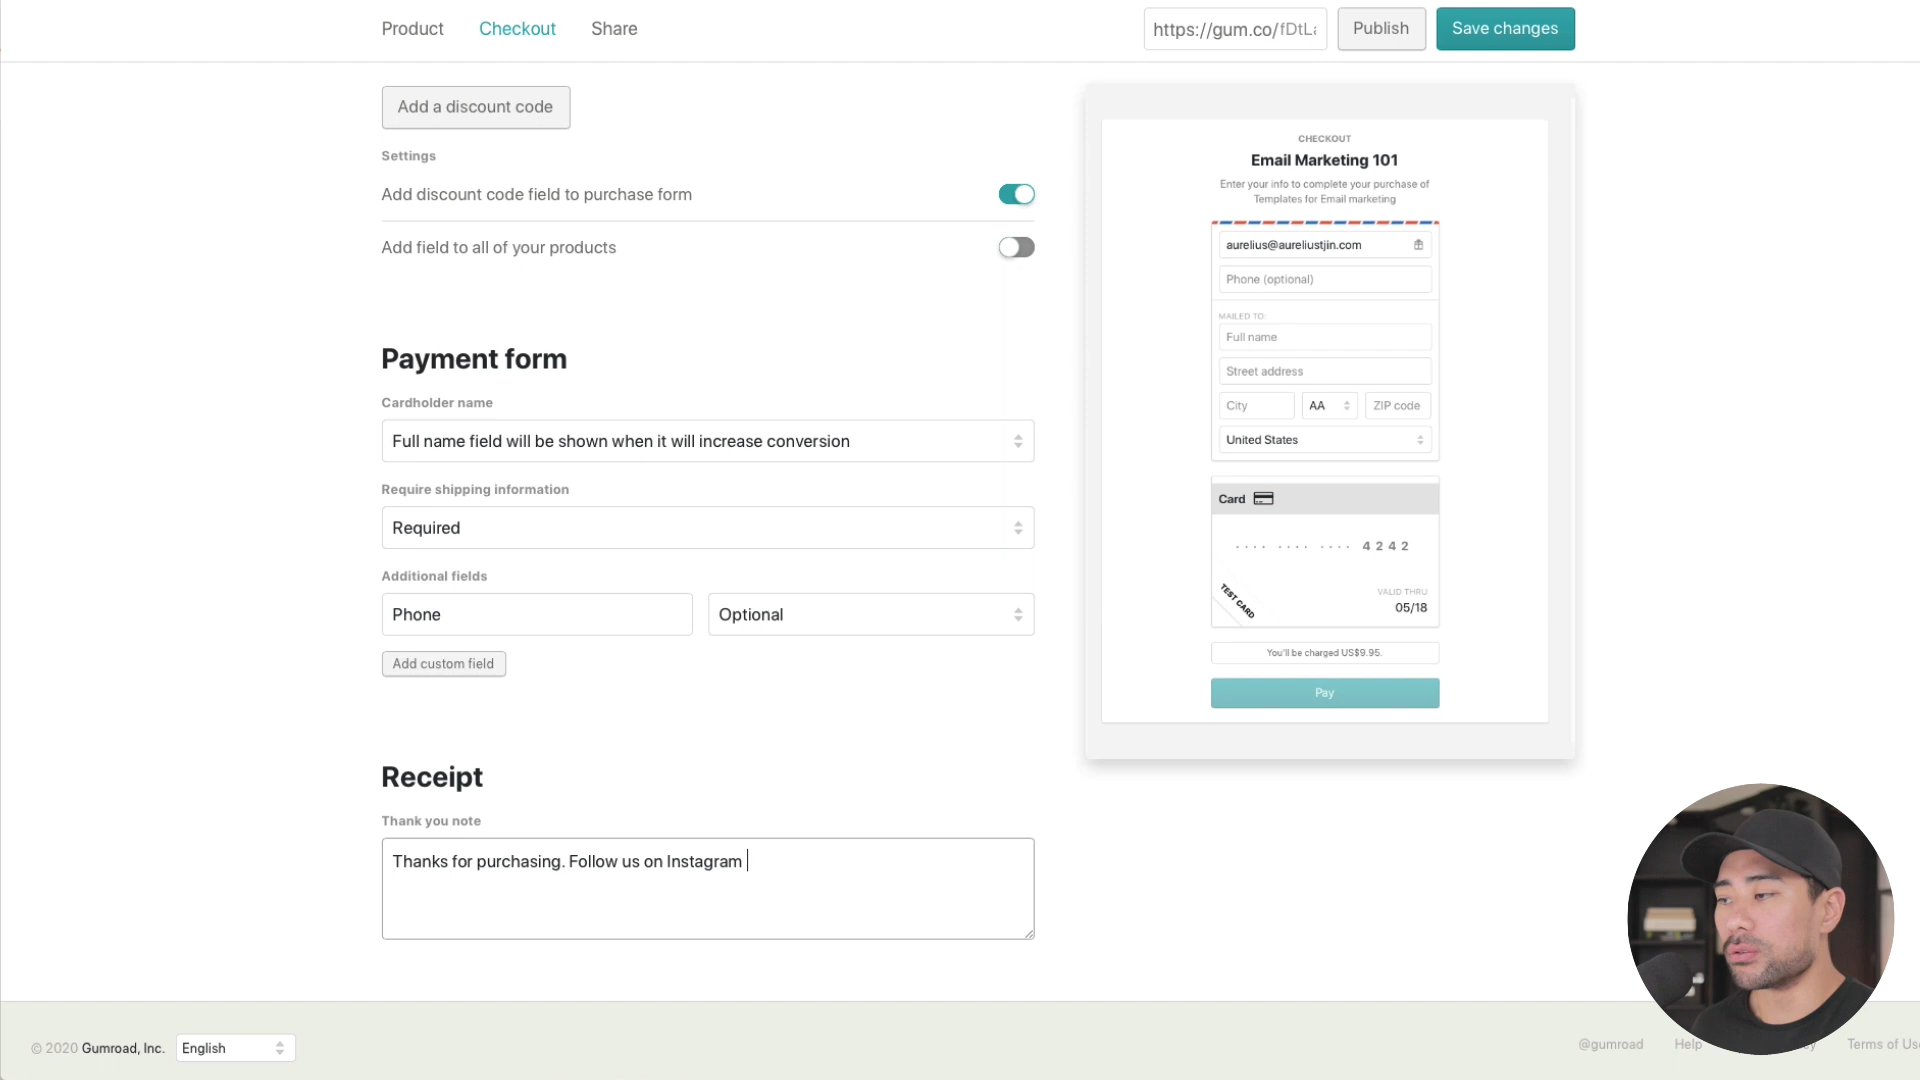 Product Checkout Share https://gum.co/fDtL Publish Save changes
Add a discount code
Settings
Add discount code field to purchase form
Add field to all of your products
Payment form
Cardholder name
Full name field will be shown when it will increase conversion
Require shipping information
Required
Additional fields
Phone Optional
Add custom field
Receipt
Thank you note
Thanks for purchasing. Follow us on Instagram
CHECKOUT
Email Marketing 101
Enter your info to complete your purchase of
Templates for Email marketing
aurelius@aureliustjin.com
Phone (optional)
MAILED TO:
Full name
Street address
City AA ZIP code
United States
Card
.... .... .... 4242
TEST CARD
VALID THRU
05/18
You'll be charged US$9.95.
Pay
© 2020 Gumroad, Inc. English @gumroad Help Terms of Us